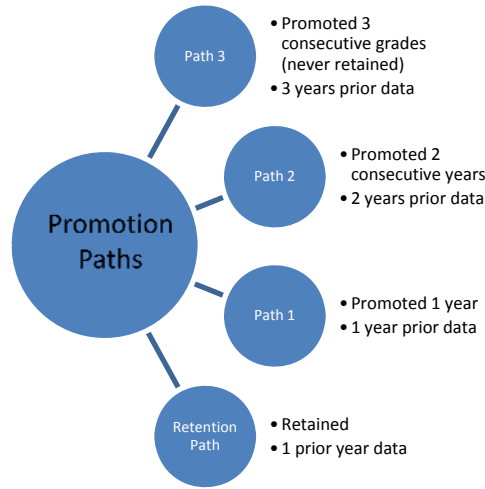 Promotion
Paths
Path 3
• Promoted 3
consecutive grades
(never retained)
• 3 years prior data
Path 2
• Promoted 2
consecutive years
• 2 years prior data
Path 1
• Promoted 1 year
• 1 year prior data
Retention
Path
• Retained
• 1 prior year data